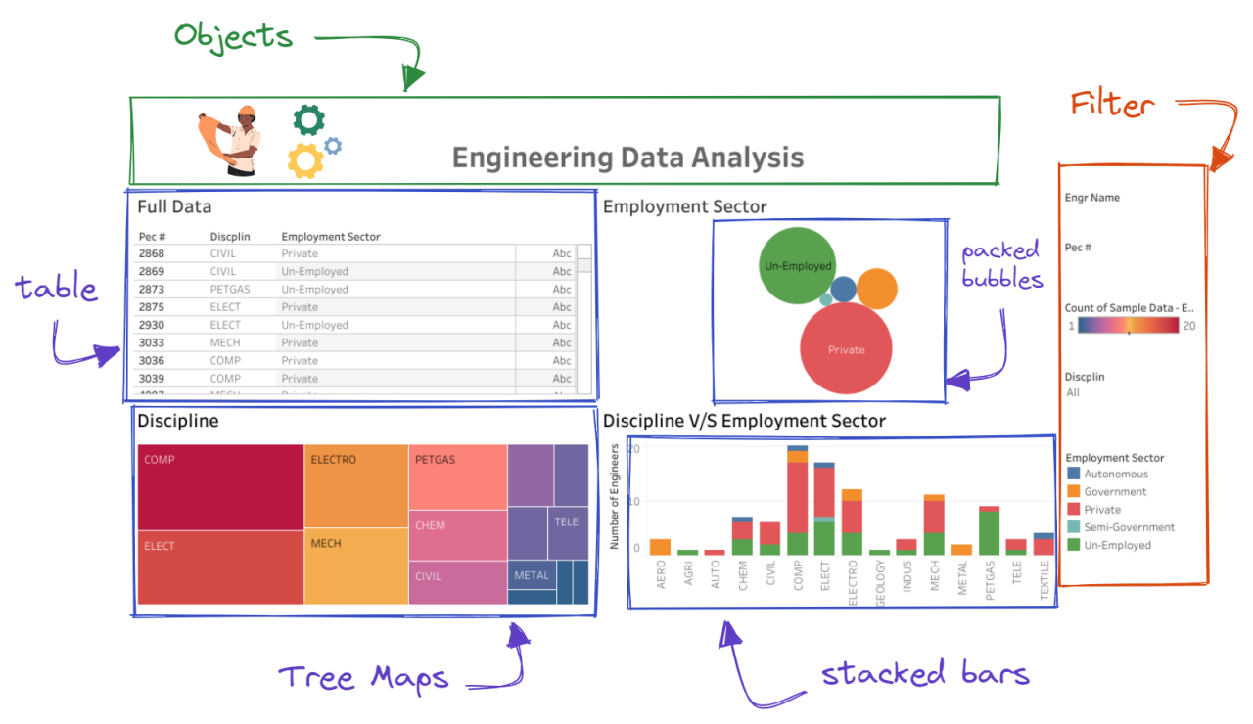 Objects
Filter
Engineering Data Analysis
Full Data
Pec # Discplin Employment Sector
2868 CIVIL Private Abc
2869 CIVIL Un-Employed Abc
2873 PETGAS Un-Employed Abc
2875 ELECT Private Abc
2930 ELECT Un-Employed Abc
3033 MECH Private Abc
3036 COMP Private Abc
3039 COMP Private Abc
table
Employment Sector
Un-Employed
Private
packed
bubbles
Engr Name
Pec #
Count of Sample Data - E..
1 20
Discplin
All
Employment Sector
Autonomous
Government
Private
Semi-Government
Un-Employed
Discipline
COMP
ELECT
ELECTRO
MECH
PETGAS
CHEM
CIVIL
TELE
METAL
Discipline V/S Employment Sector
Number of Engineers
20
10
0
AERO
AGRI
AUTO
CHEM
CIVIL
COMP
ELECT
ELECTRO
GEOLOGY
INDUS
MECH
METAL
PETGAS
TELE
TEXTILE
Tree Maps
stacked bars